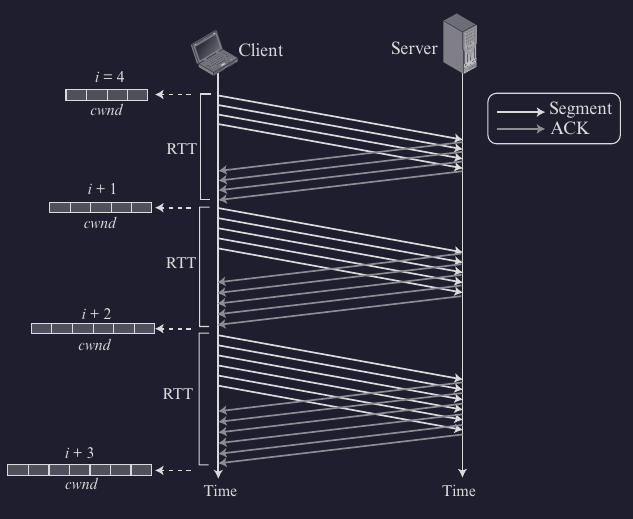 Client
Server
Segment
ACK
i = 4
cwnd
RTT
i + 1
cwnd
RTT
i + 2
cwnd
RTT
i + 3
cwnd
Time
Time